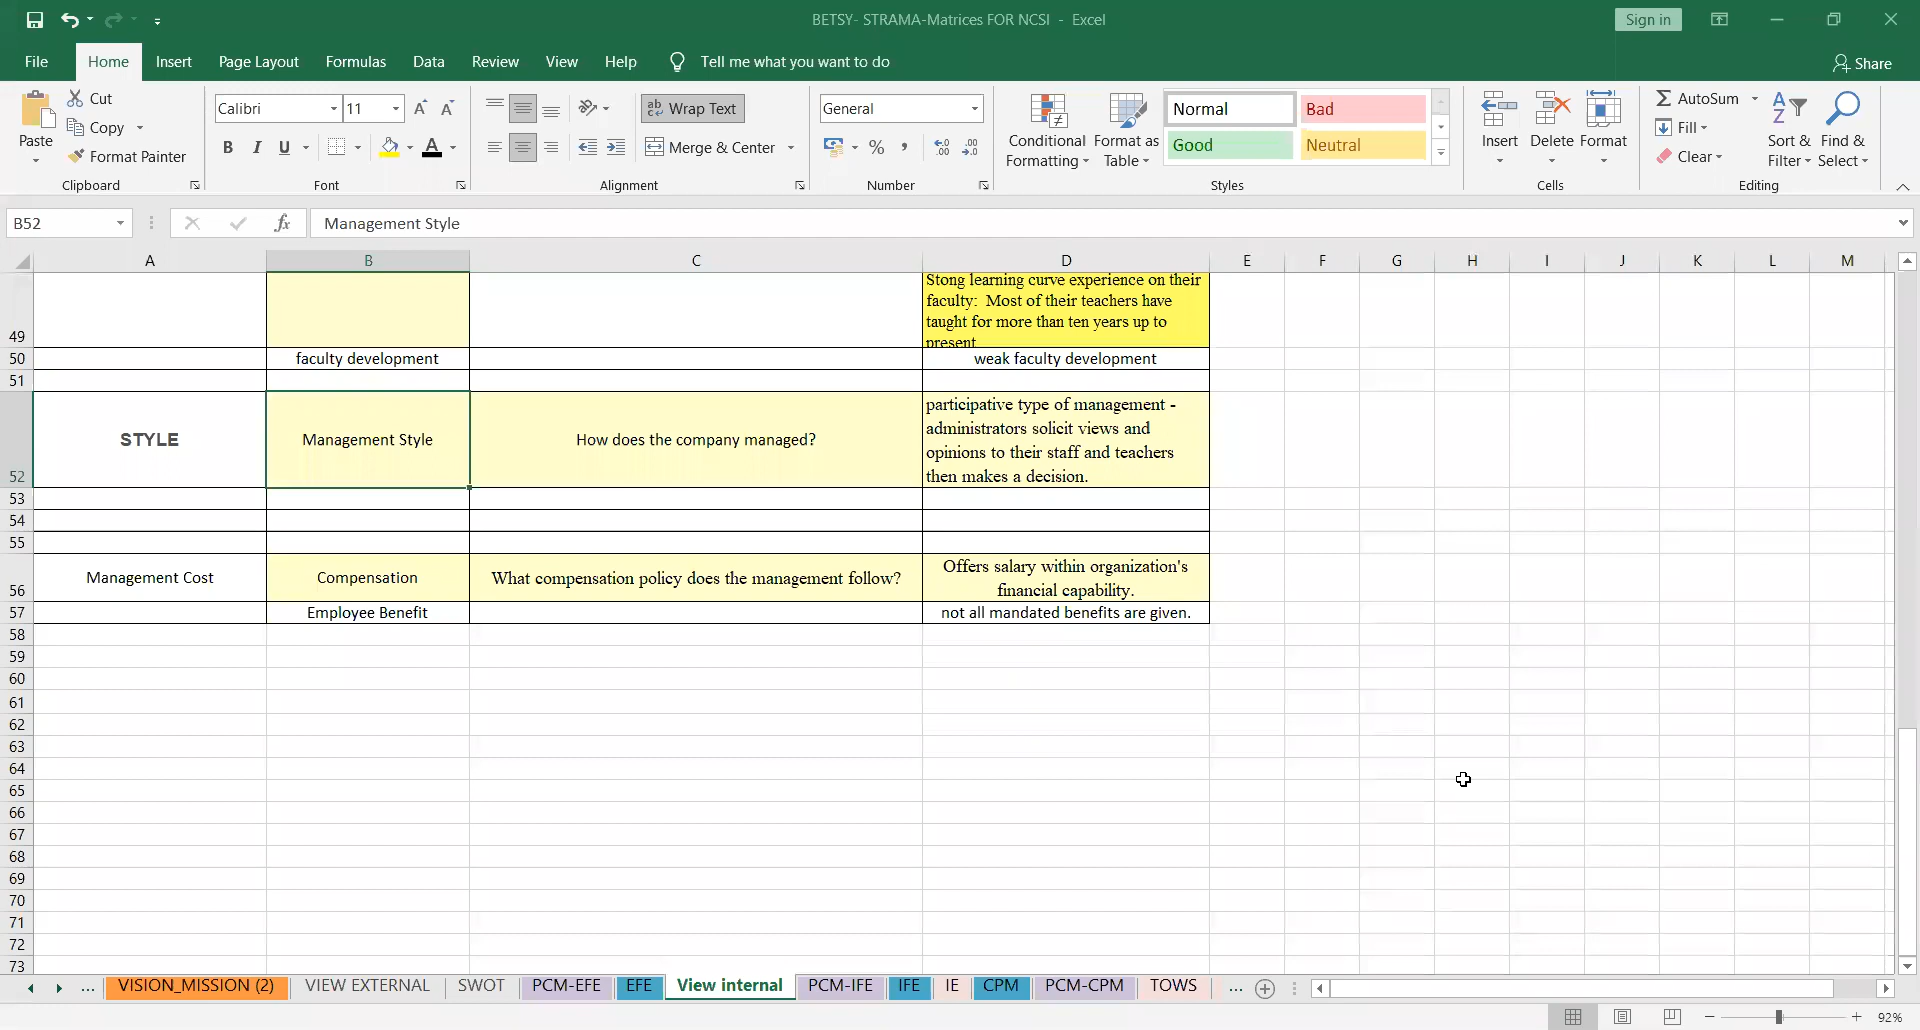 BETSY- STRAMA-Matrices FOR NCSI - Excel
Sign in
File Home Insert Page Layout Formulas Data Review View Help Tell me what you want to do
Share
Paste
Cut
Copy
Format Painter
Clipboard
Calibri 11
B I U A
Font
Wrap Text
Merge & Center
Alignment
General
%
Number
Conditional Formatting
Format as Table
Normal Bad
Good Neutral
Styles
Insert Delete Format
Cells
AutoSum
Fill
Clear
Sort & Filter
Find & Select
Editing
B52 fx Management Style
A B C D E F G H I J K L M
49
Stong learning curve experience on their
faculty: Most of their teachers have
taught for more than ten years up to
present
50 faculty development weak faculty development
51
52 STYLE Management Style How does the company managed?
participative type of management -
administrators solicit views and
opinions to their staff and teachers
then makes a decision.
53
54
55
56 Management Cost Compensation What compensation policy does the management follow?
Offers salary within organization's
financial capability.
57 Employee Benefit not all mandated benefits are given.
58
59
60
61
62
63
64
65
66
67
68
69
70
71
72
73
... VISION_MISSION (2) VIEW EXTERNAL SWOT PCM-EFE EFE View internal PCM-IFE IFE IE CPM PCM-CPM TOWS ...
92%